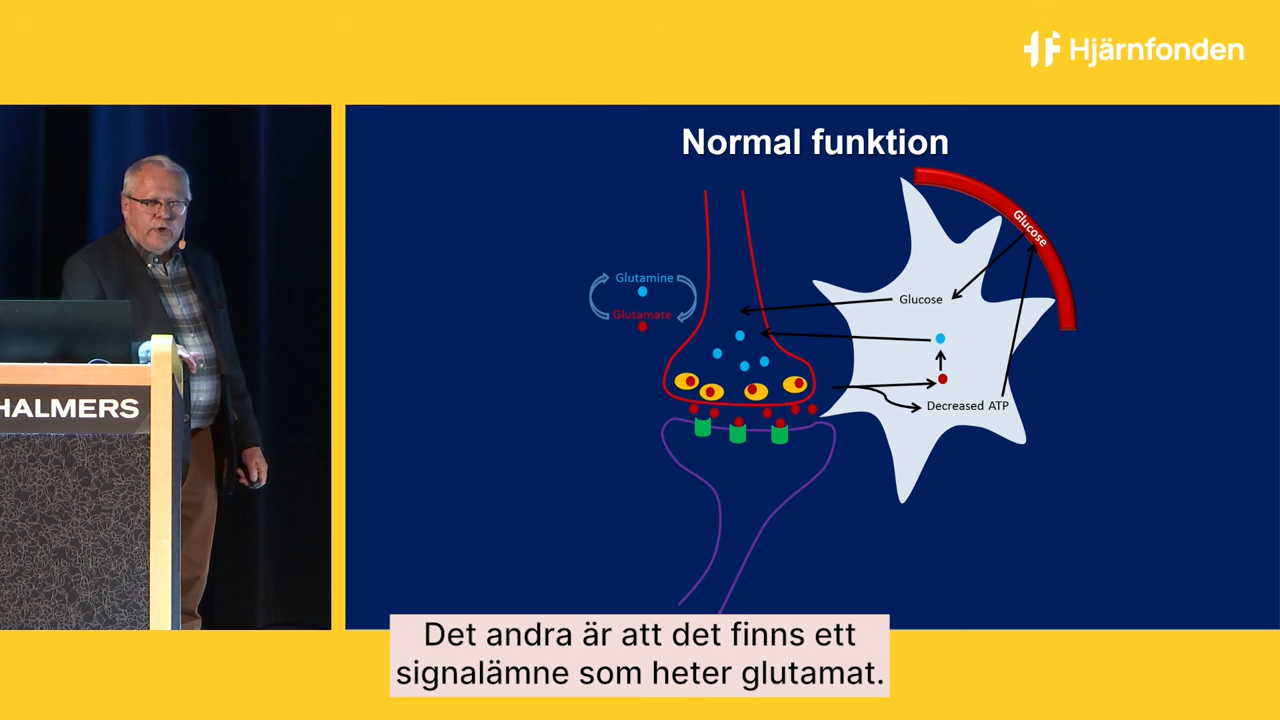 Hjärnfonden
Normal funktion
Glucose
Glutamine
Glucose
Glutamate
Decreased ATP
HALMERS
Det andra är att det finns ett
signalämne som heter glutamat.